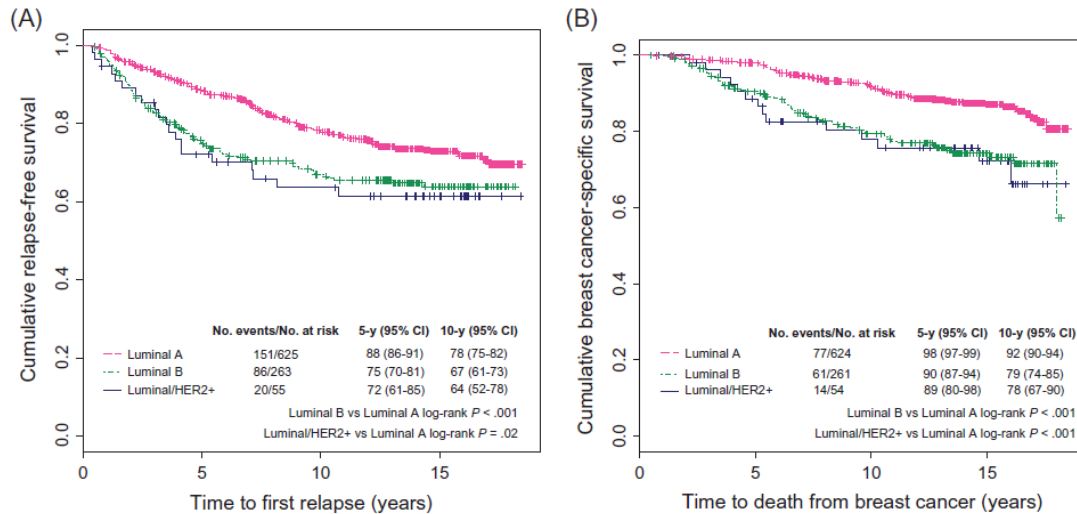 (A)
Cumulative relapse-free survival
1.0
0.8
0.6
0.4
0.2
0.0
No. events/No. at risk 5-y (95% CI) 10-y (95% CI)
Luminal A 151/625 88 (86-91) 78 (75-82)
Luminal B 86/263 75 (70-81) 67 (61-73)
Luminal/HER2+ 20/55 72 (61-85) 64 (52-78)
Luminal B vs Luminal A log-rank P < .001
Luminal/HER2+ vs Luminal A log-rank P = .02
0 5 10 15
Time to first relapse (years)
(B)
Cumulative breast cancer-specific survival
1.0
0.8
0.6
0.4
0.2
0.0
No. events/No. at risk 5-y (95% CI) 10-y (95% CI)
Luminal A 77/624 98 (97-99) 92 (90-94)
Luminal B 61/261 90 (87-94) 79 (74-85)
Luminal/HER2+ 14/54 89 (80-98) 78 (67-90)
Luminal B vs Luminal A log-rank P < .001
Luminal/HER2+ vs Luminal A log-rank P < .001
0 5 10 15
Time to death from breast cancer (years)